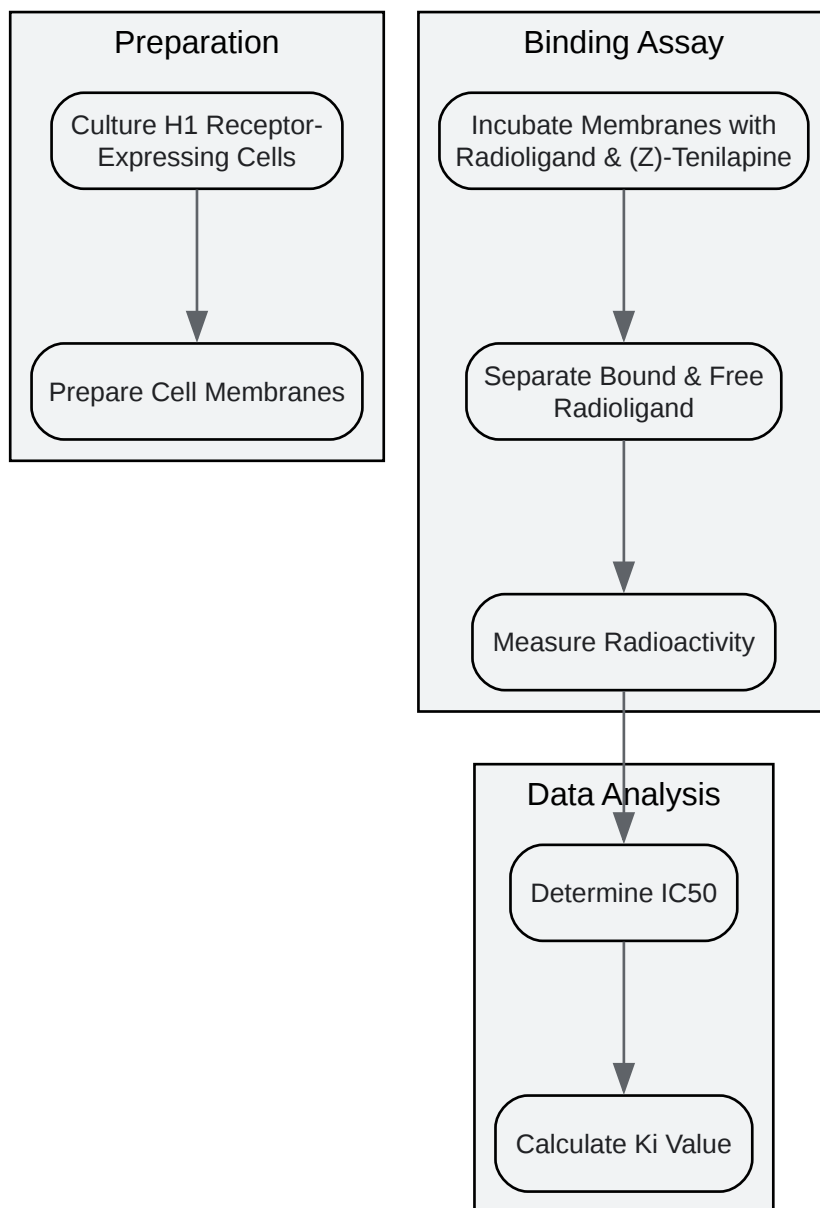 Preparation
Culture H1 Receptor-
Expressing Cells
Prepare Cell Membranes
Binding Assay
Incubate Membranes with
Radioligand & (Z)-Tenilapine
Separate Bound & Free
Radioligand
Measure Radioactivity
Data Analysis
Determine IC50
Calculate Ki Value